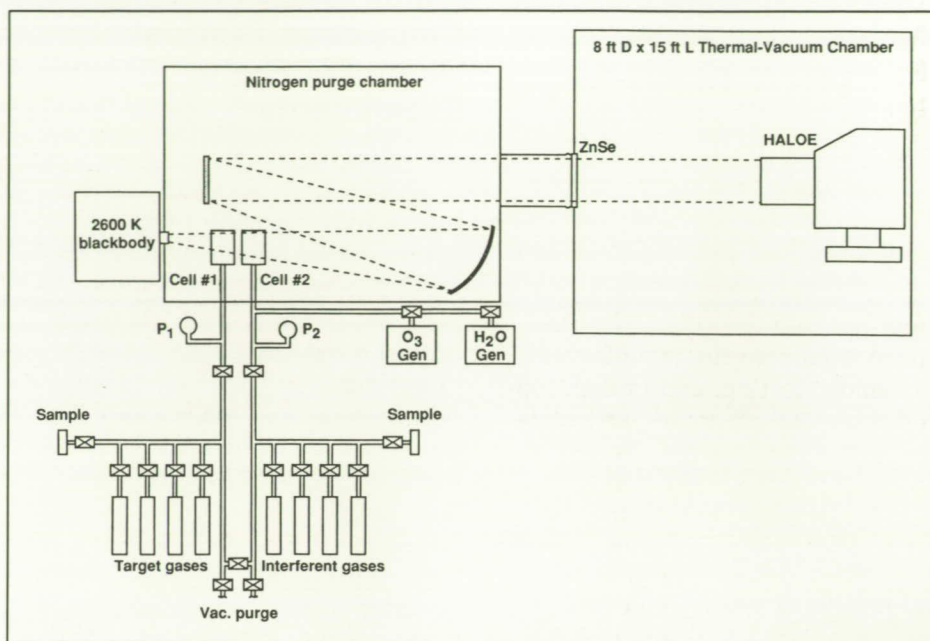 8 ft D x 15 ft L Thermal-Vacuum Chamber
Nitrogen purge chamber
ZnSe
HALOE
2600 K
blackbody
Cell #1
Cell #2
P1
P2
O3
Gen
H2O
Gen
Sample
Sample
Target gases
Interferent gases
Vac. purge